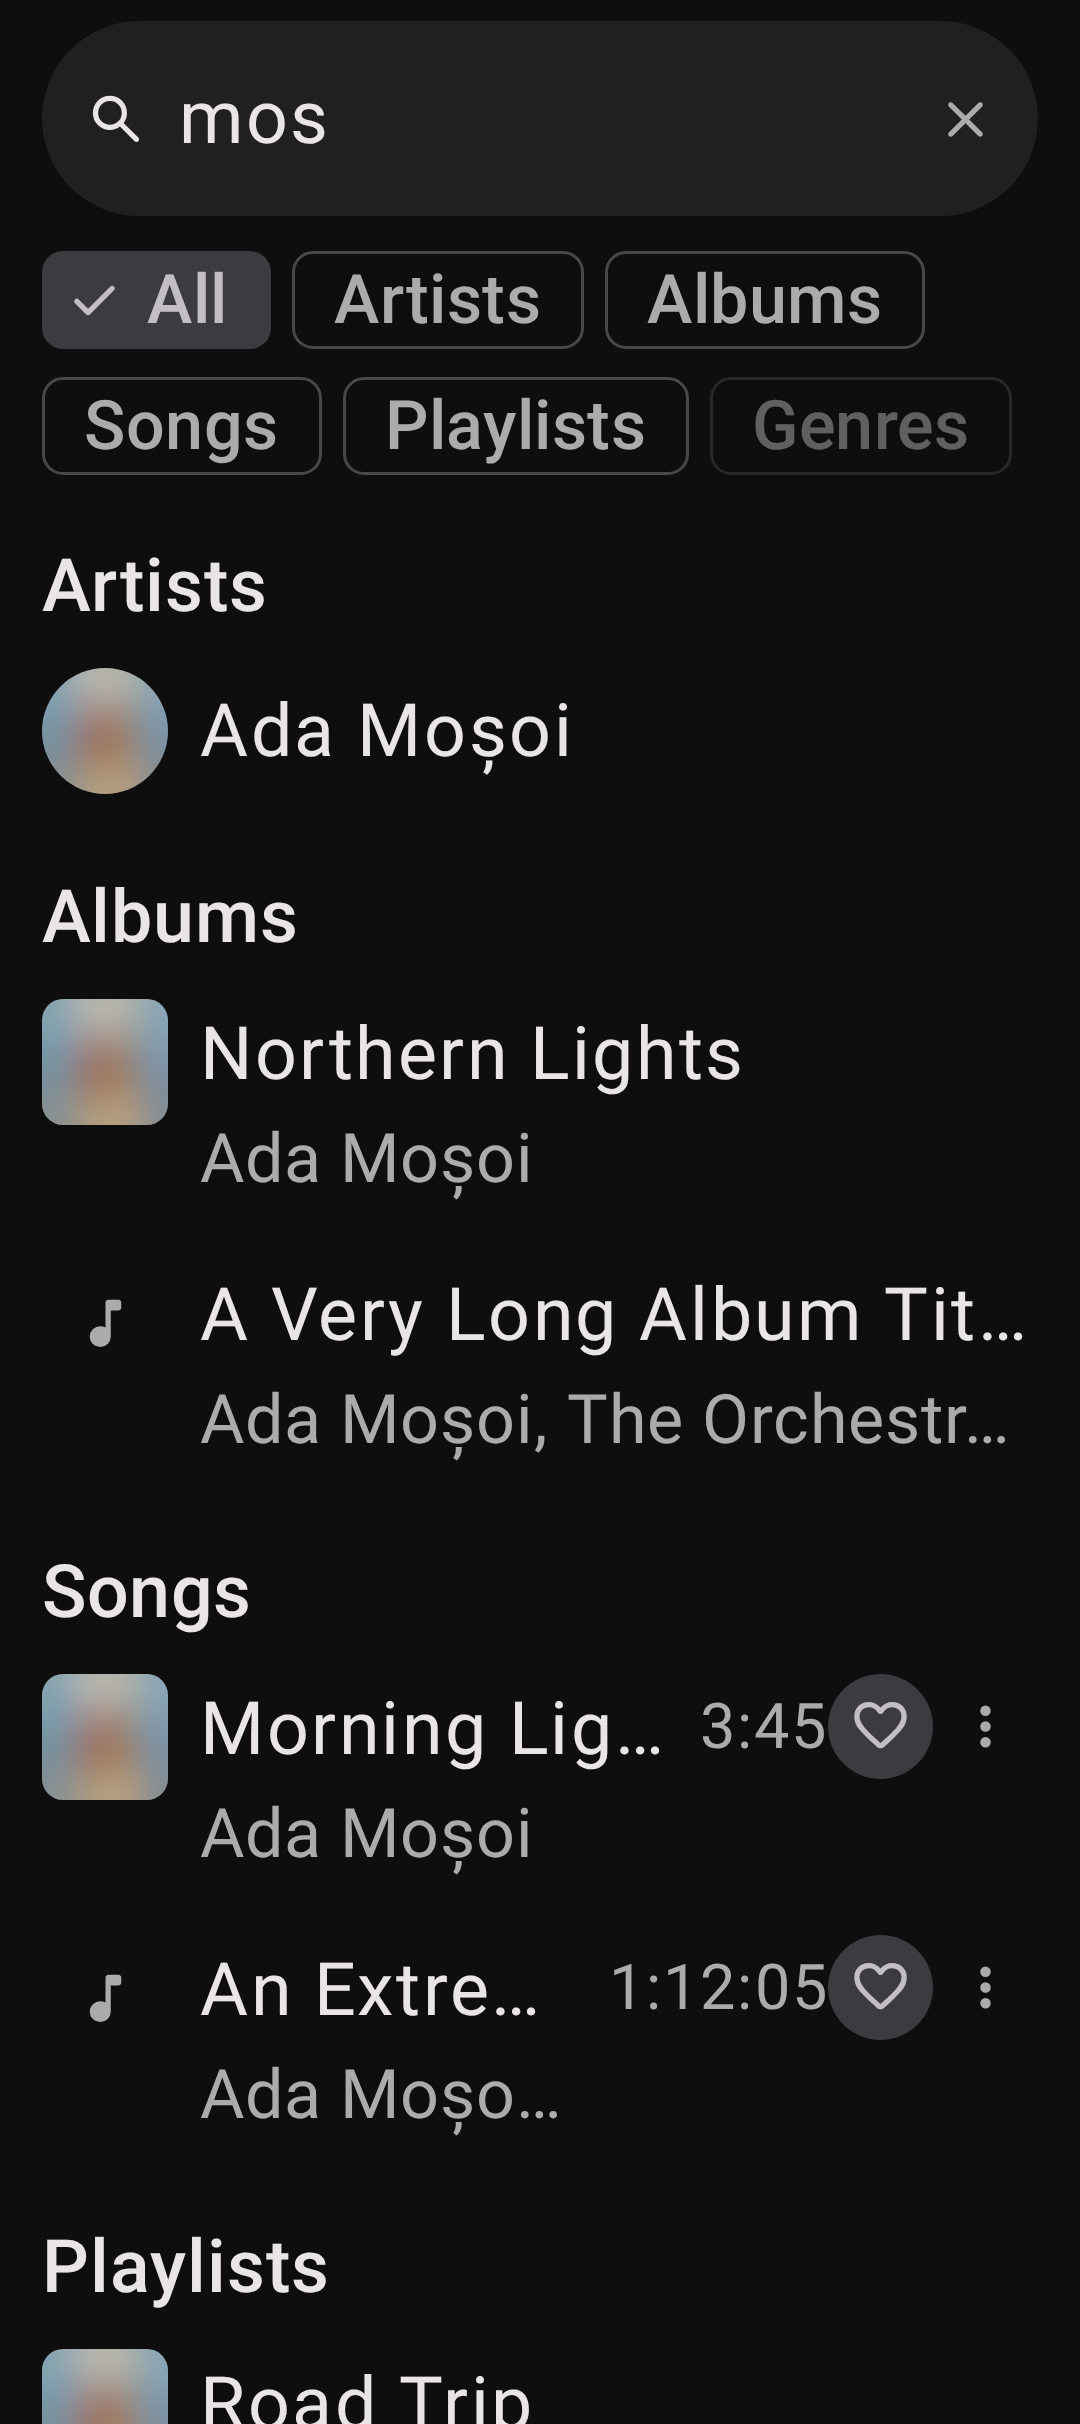 mos
All
Artists
Albums
Songs
Playlists
Genres
Artists
Ada Moșoi
Albums
Northern Lights
Ada Moșoi
A Very Long Album Tit…
Ada Moșoi, The Orchestr…
Songs
Morning Lig… 3:45
Ada Moșoi
An Extre… 1:12:05
Ada Moșo…
Playlists
Road Trip